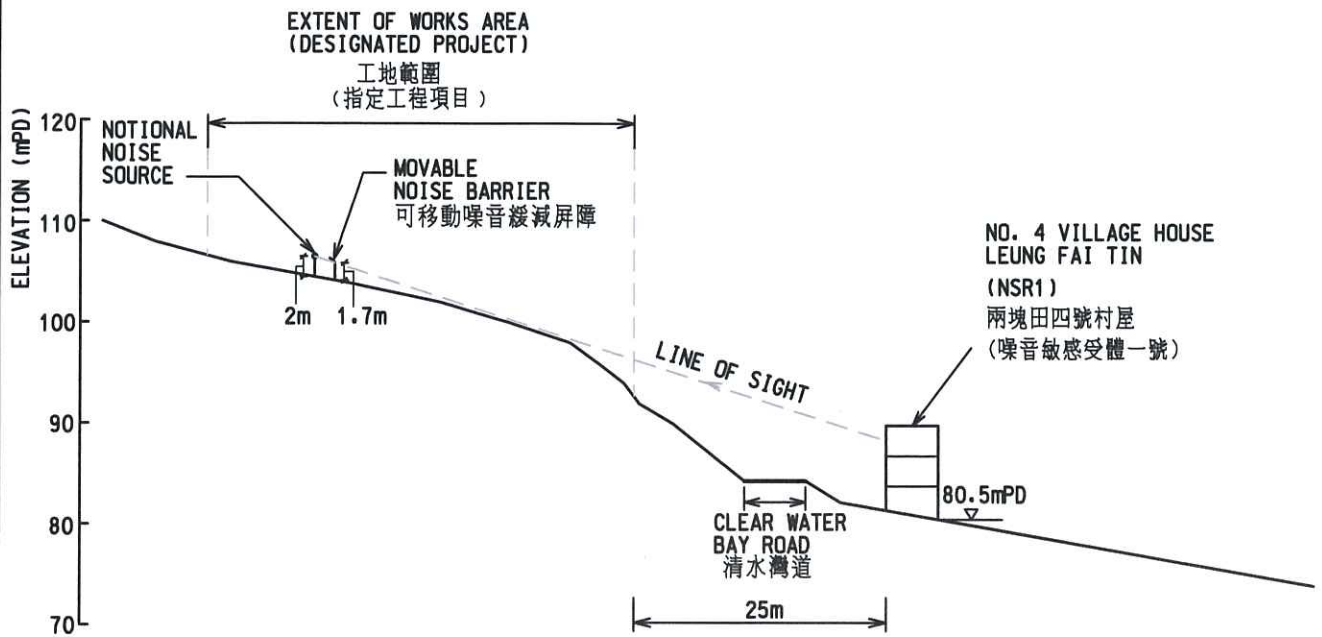 EXTENT OF WORKS AREA
(DESIGNATED PROJECT)
工地範圍
(指定工程項目)
ELEVATION (mPD)
120
110
100
90
80
70
NOTIONAL
NOISE
SOURCE
MOVABLE
NOISE BARRIER
可移動噪音緩減屏障
2m
1.7m
LINE OF SIGHT
NO. 4 VILLAGE HOUSE
LEUNG FAI TIN
(NSR1)
兩塊田四號村屋
(噪音敏感受體一號)
80.5mPD
CLEAR WATER
BAY ROAD
清水灣道
25m